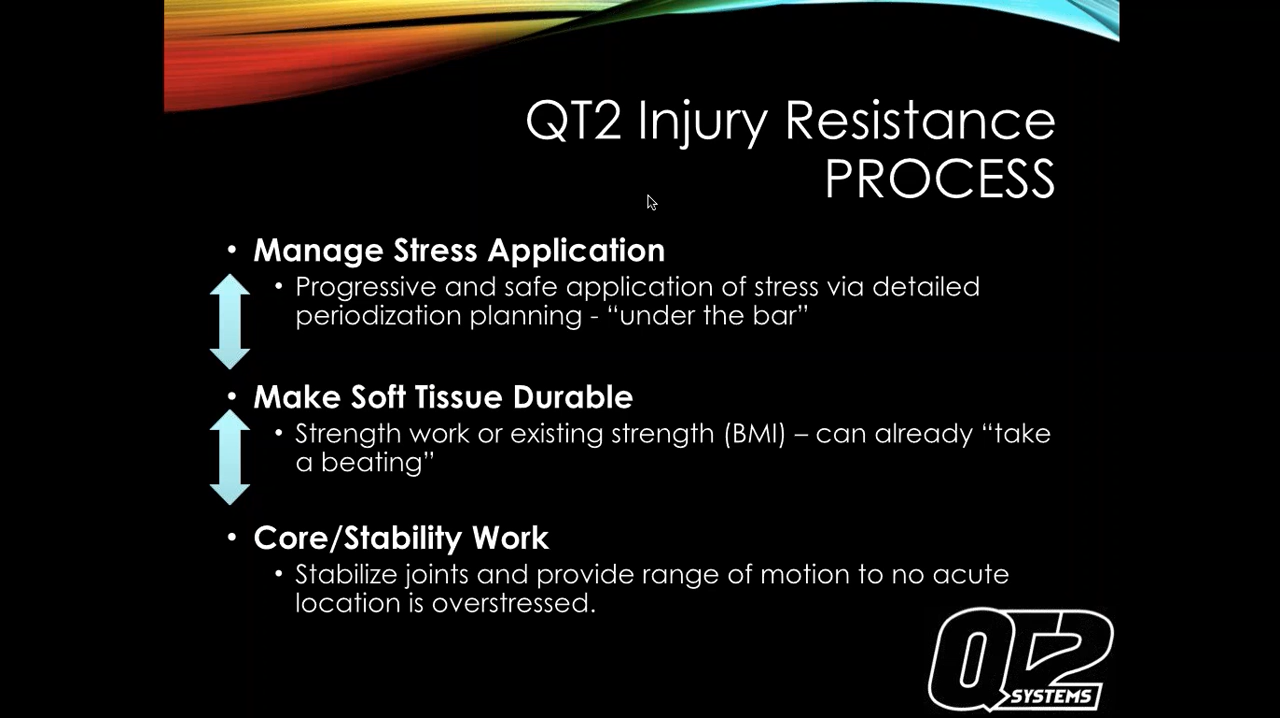 QT2 Injury Resistance
PROCESS
• Manage Stress Application
• Progressive and safe application of stress via detailed
periodization planning - “under the bar”
• Make Soft Tissue Durable
• Strength work or existing strength (BMI) – can already “take
a beating”
• Core/Stability Work
• Stabilize joints and provide range of motion to no acute
location is overstressed.
QT2
SYSTEMS